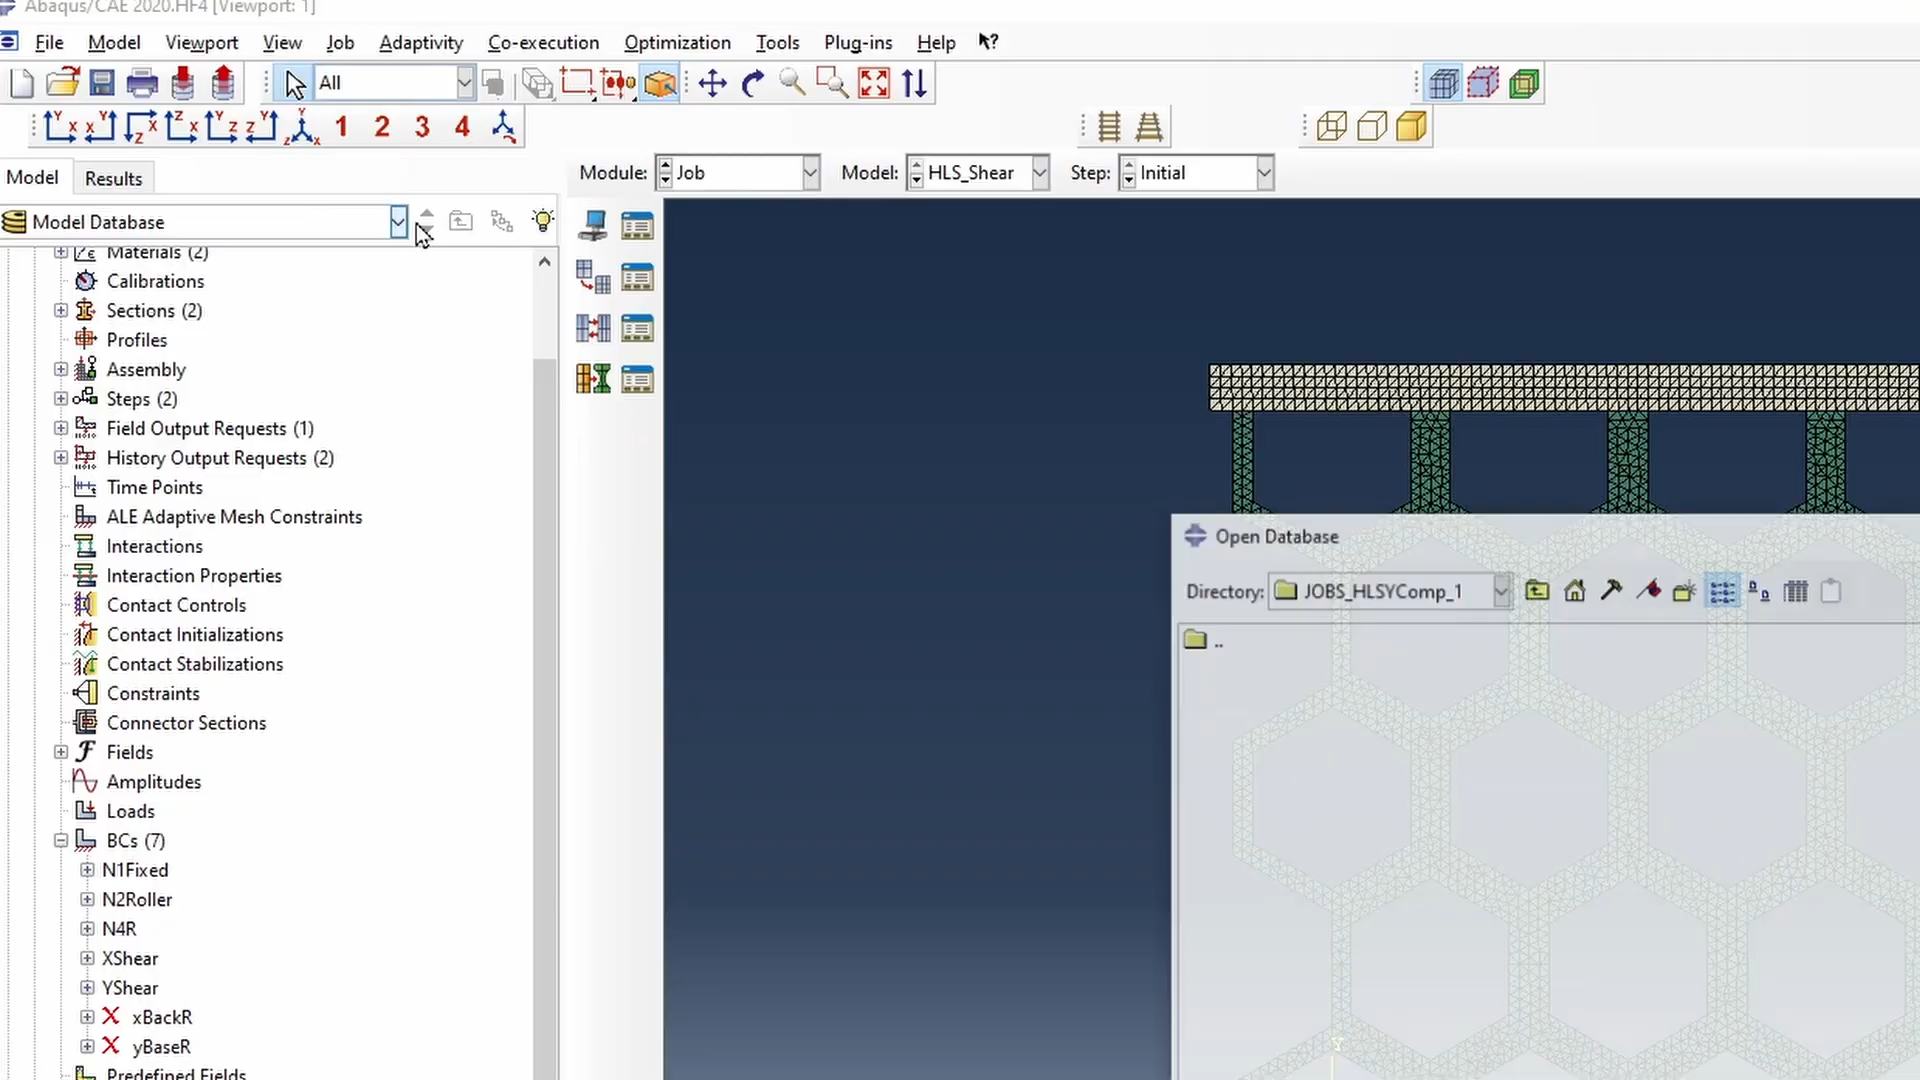 Abaqus/CAE 2020.HF4 [Viewport: 1]
File Model Viewport View Job Adaptivity Co-execution Optimization Tools Plug-ins Help
All
1 2 3 4
Model Results
Module: Job Model: HLS_Shear Step: Initial
Model Database
Materials (2)
Calibrations
Sections (2)
Profiles
Assembly
Steps (2)
Field Output Requests (1)
History Output Requests (2)
Time Points
ALE Adaptive Mesh Constraints
Interactions
Interaction Properties
Contact Controls
Contact Initializations
Contact Stabilizations
Constraints
Connector Sections
Fields
Amplitudes
Loads
BCs (7)
N1Fixed
N2Roller
N4R
XShear
YShear
xBackR
yBaseR
Predefined Fields
Open Database
Directory: JOBS_HLSYComp_1
..
Y